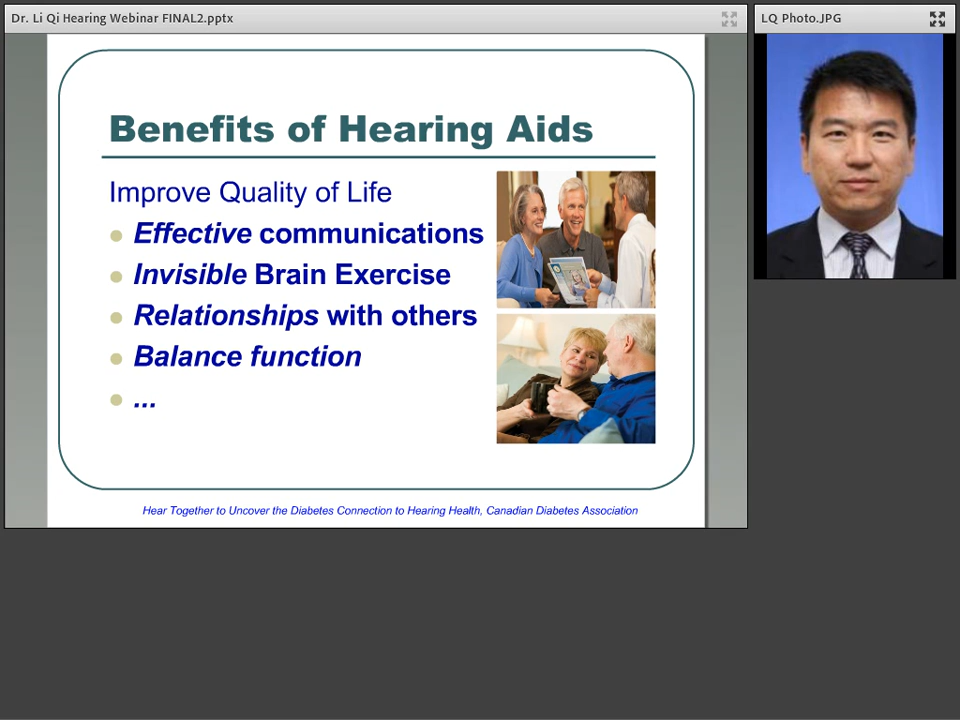 Dr. Li Qi Hearing Webinar FINAL2.pptx
LQ Photo.JPG
Benefits of Hearing Aids
Improve Quality of Life
Effective communications
Invisible Brain Exercise
Relationships with others
Balance function
...
Hear Together to Uncover the Diabetes Connection to Hearing Health, Canadian Diabetes Association